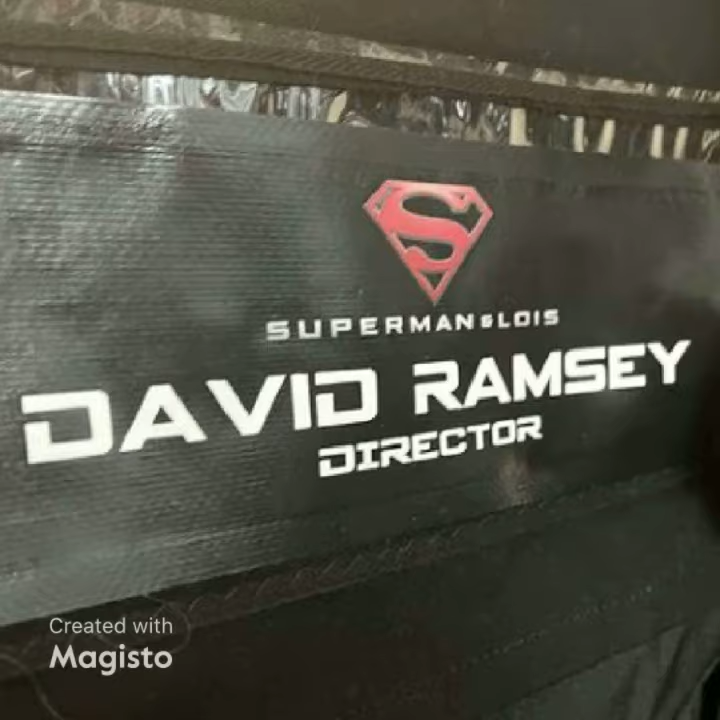 S
SUPERMAN & LOIS
DAVID RAMSEY
DIRECTOR
Created with
Magisto